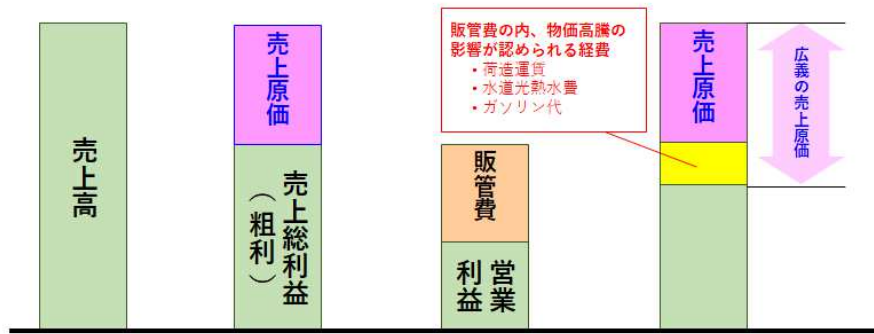 売上高
売上原価
売上総利益
（粗利）
販管費の内、物価高騰の
影響が認められる経費
・荷造運賃
・水道光熱水費
・ガソリン代
販管費
営業
利益
売上原価
広義の売上原価